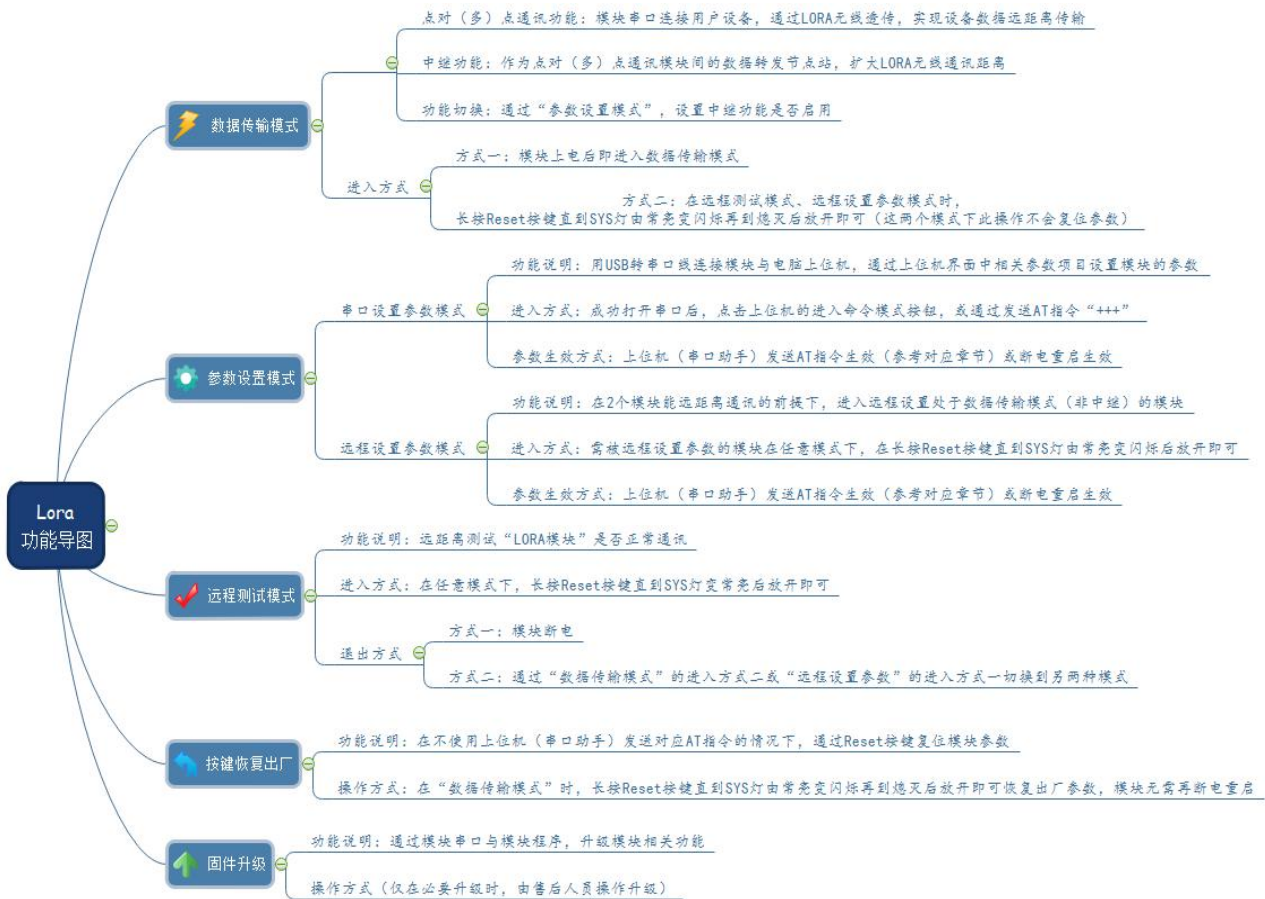 Lora
功能导图
数据传输模式
点对（多）点通讯功能：模块串口连接用户设备，通过LORA无线透传，实现设备数据远距离传输
中继功能：作为点对（多）点通讯模块间的数据转发节点站，扩大LORA无线通讯距离
功能切换：通过“参数设置模式”，设置中继功能是否启用
进入方式
方式一：模块上电后即进入数据传输模式
方式二：在远程测试模式、远程设置参数模式时，
长按Reset按键直到SYS灯由常亮变闪烁再到熄灭后放开即可（这两个模式下此操作不会复位参数）
参数设置模式
串口设置参数模式
功能说明：用USB转串口线连接模块与电脑上位机，通过上位机界面中相关参数项目设置模块的参数
进入方式：成功打开串口后，点击上位机的进入命令模式按钮，或通过发送AT指令“+++”
参数生效方式：上位机（串口助手）发送AT指令生效（参考对应章节）或断电重启生效
远程设置参数模式
功能说明：在2个模块能远距离通讯的前提下，进入远程设置处于数据传输模式（非中继）的模块
进入方式：需被远程设置参数的模块在任意模式下，在长按Reset按键直到SYS灯由常亮变闪烁后放开即可
参数生效方式：上位机（串口助手）发送AT指令生效（参考对应章节）或断电重启生效
远程测试模式
功能说明：远距离测试“LORA模块”是否正常通讯
进入方式：在任意模式下，长按Reset按键直到SYS灯变常亮后放开即可
退出方式
方式一：模块断电
方式二：通过“数据传输模式”的进入方式二或“远程设置参数”的进入方式一切换到另两种模式
按键恢复出厂
功能说明：在不使用上位机（串口助手）发送对应AT指令的情况下，通过Reset按键复位模块参数
操作方式：在“数据传输模式”时，长按Reset按键直到SYS灯由常亮变闪烁再到熄灭后放开即可恢复出厂参数，模块无需再断电重启
固件升级
功能说明：通过模块串口与模块程序，升级模块相关功能
操作方式（仅在必要升级时，由售后人员操作升级）